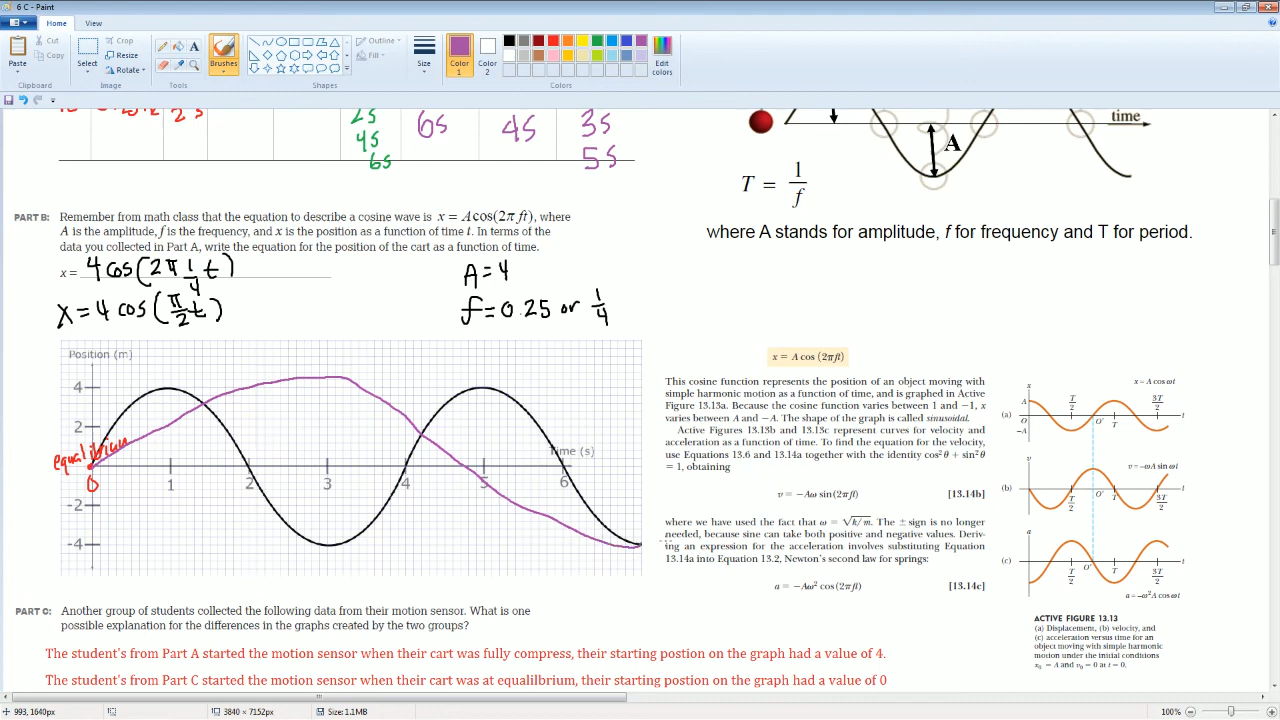 6 C - Paint
Home View
Cut
Copy
Paste
Clipboard
Crop
Resize
Rotate
Select
Image
A
Tools
Brushes
Outline
Fill
Shapes
Size
Color 1
Color 2
Edit colors
Colors
2s
2s
4s
6s
6s
4s
3s
5s
time
A
T = 1/f
where A stands for amplitude, f for frequency and T for period.
PART B: Remember from math class that the equation to describe a cosine wave is x = A cos(2π ft), where
A is the amplitude, f is the frequency, and x is the position as a function of time t. In terms of the
data you collected in Part A, write the equation for the position of the cart as a function of time.
x = 4 cos(2π 1/4 t)
x = 4 cos(π/2 t)
A = 4
f = 0.25 or 1/4
Position (m)
4
2
-2
-4
Time (s)
equalibrium
0
1 2 3 4 5 6
x = A cos (2πft)
This cosine function represents the position of an object moving with
simple harmonic motion as a function of time, and is graphed in Active
Figure 13.13a. Because the cosine function varies between 1 and −1, x
varies between A and −A. The shape of the graph is called sinusoidal.
Active Figures 13.13b and 13.13c represent curves for velocity and
acceleration as a function of time. To find the equation for the velocity,
use Equations 13.6 and 13.14a together with the identity cos² θ + sin² θ
= 1, obtaining
v = −Aω sin(2πft) [13.14b]
where we have used the fact that ω = √k/m. The ± sign is no longer
needed, because sine can take both positive and negative values. Deriv-
ing an expression for the acceleration involves substituting Equation
13.14a into Equation 13.2, Newton's second law for springs:
a = −Aω² cos(2πft) [13.14c]
x
x = A cos ωt
A
O
−A
(a)
T/2
O'
T
3T/2
t
v
v = −ωA sin ωt
(b)
T/2
O'
T
3T/2
t
a
(c)
T/2
O'
T
3T/2
t
a = −ω²A cos ωt
ACTIVE FIGURE 13.13
(a) Displacement, (b) velocity, and
(c) acceleration versus time for an
object moving with simple harmonic
motion under the initial conditions
x₀ = A and v₀ = 0 at t = 0.
PART C: Another group of students collected the following data from their motion sensor. What is one
possible explanation for the differences in the graphs created by the two groups?
The student's from Part A started the motion sensor when their cart was fully compress, their starting postion on the graph had a value of 4.
The student's from Part C started the motion sensor when their cart was at equalilbrium, their starting postion on the graph had a value of 0
993, 1640px
3840 × 7152px
Size: 1.1MB
100%